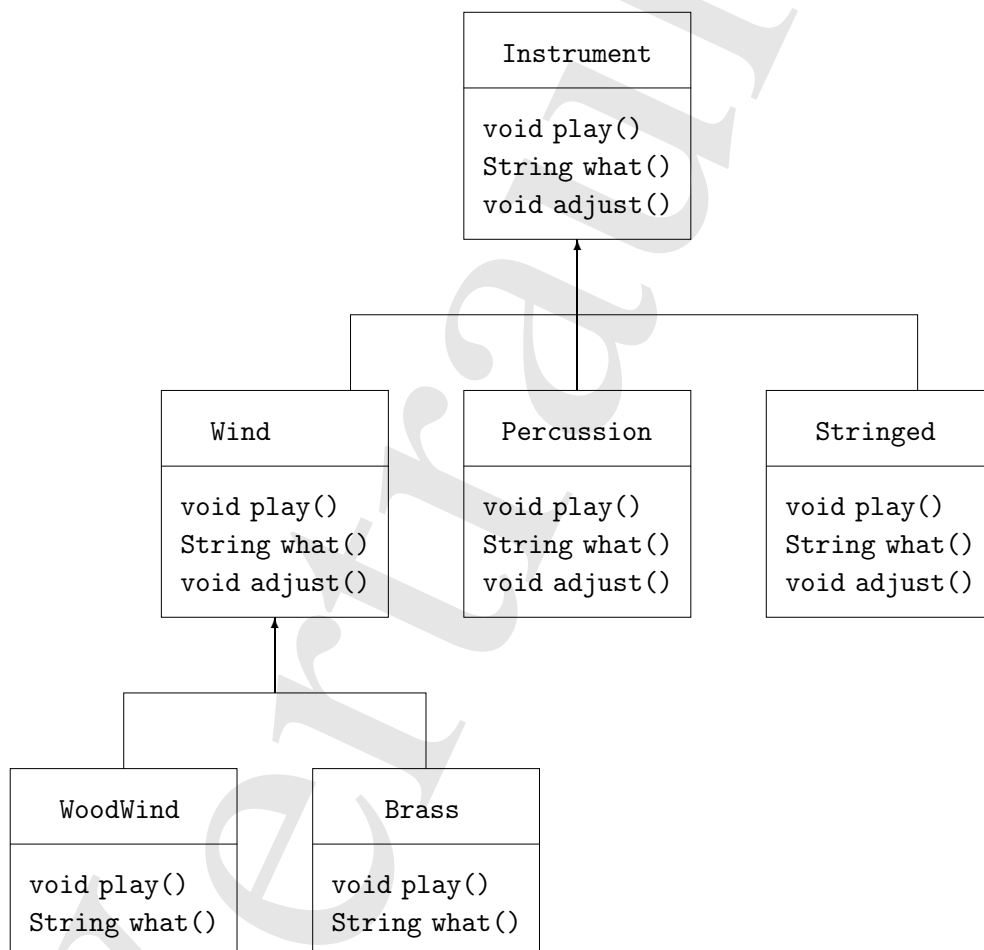 Instrument
void play()
String what()
void adjust()
Wind
void play()
String what()
void adjust()
Percussion
void play()
String what()
void adjust()
Stringed
void play()
String what()
void adjust()
WoodWind
void play()
String what()
Brass
void play()
String what()